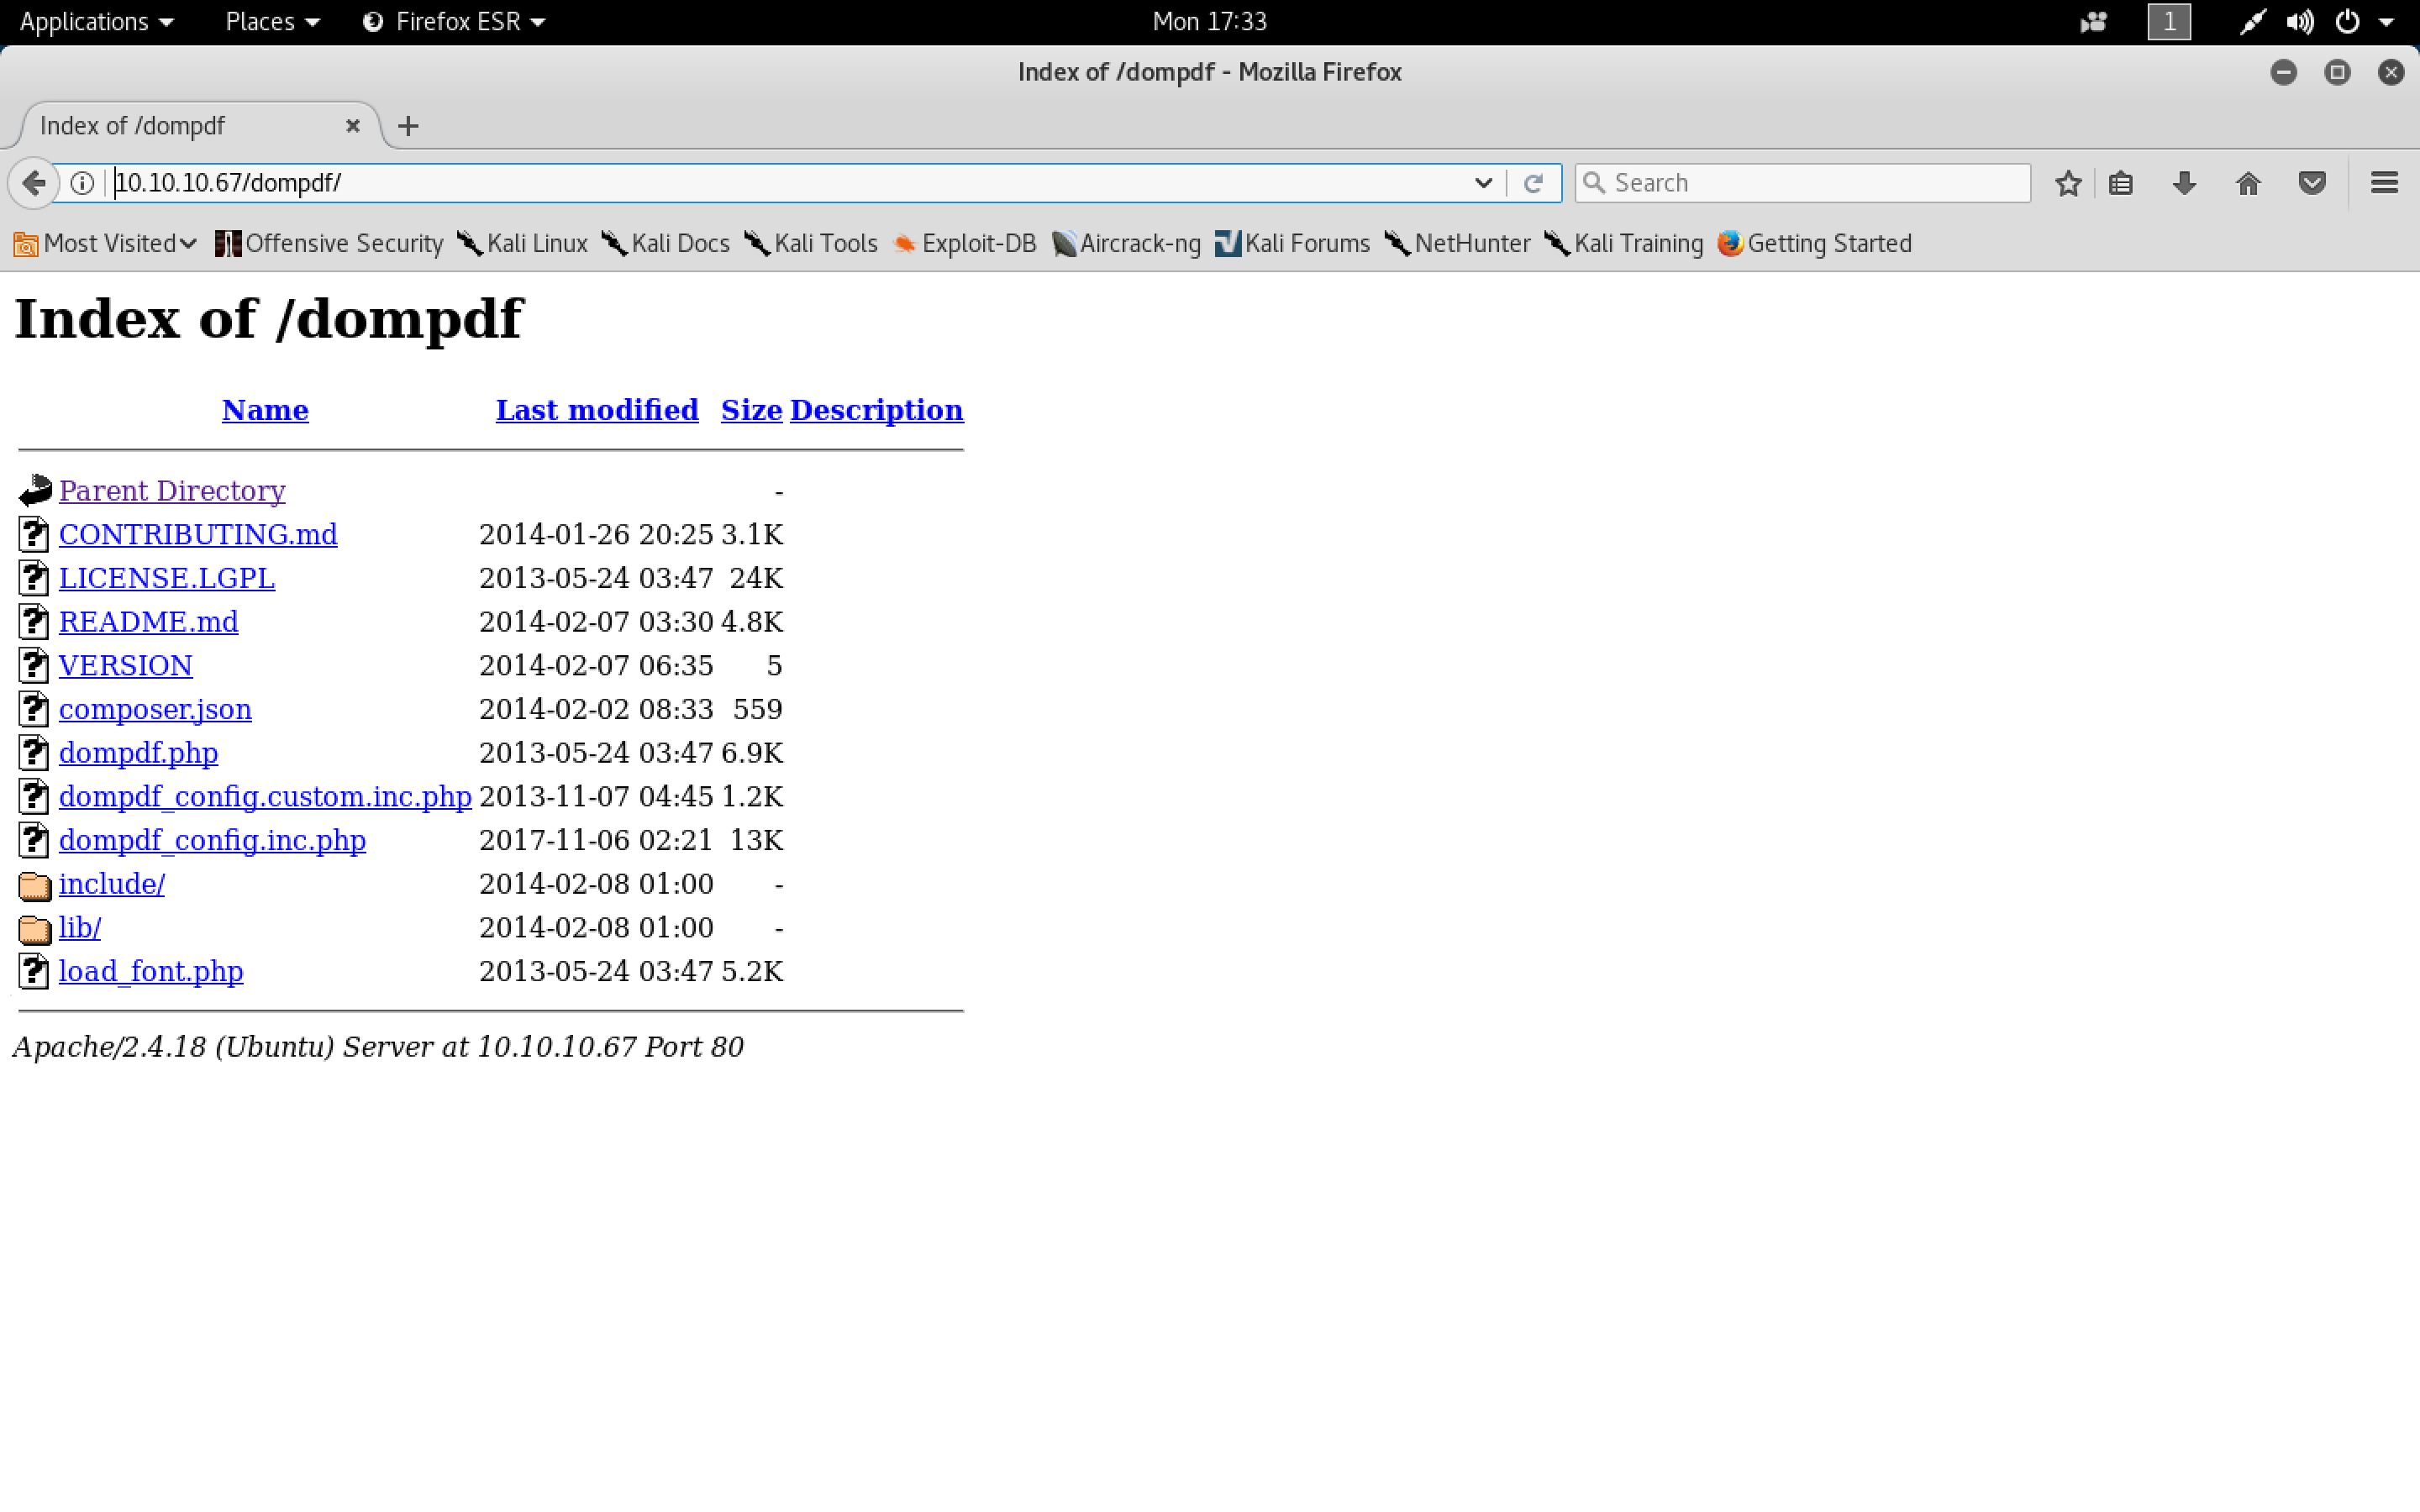 Applications Places Firefox ESR Mon 17:33 1
Index of /dompdf - Mozilla Firefox
Index of /dompdf
10.10.10.67/dompdf/ Search
Most Visited Offensive Security Kali Linux Kali Docs Kali Tools Exploit-DB Aircrack-ng Kali Forums NetHunter Kali Training Getting Started
Index of /dompdf
Name Last modified Size Description
Parent Directory -
CONTRIBUTING.md 2014-01-26 20:25 3.1K
LICENSE.LGPL 2013-05-24 03:47 24K
README.md 2014-02-07 03:30 4.8K
VERSION 2014-02-07 06:35 5
composer.json 2014-02-02 08:33 559
dompdf.php 2013-05-24 03:47 6.9K
dompdf_config.custom.inc.php 2013-11-07 04:45 1.2K
dompdf_config.inc.php 2017-11-06 02:21 13K
include/ 2014-02-08 01:00 -
lib/ 2014-02-08 01:00 -
load_font.php 2013-05-24 03:47 5.2K
Apache/2.4.18 (Ubuntu) Server at 10.10.10.67 Port 80